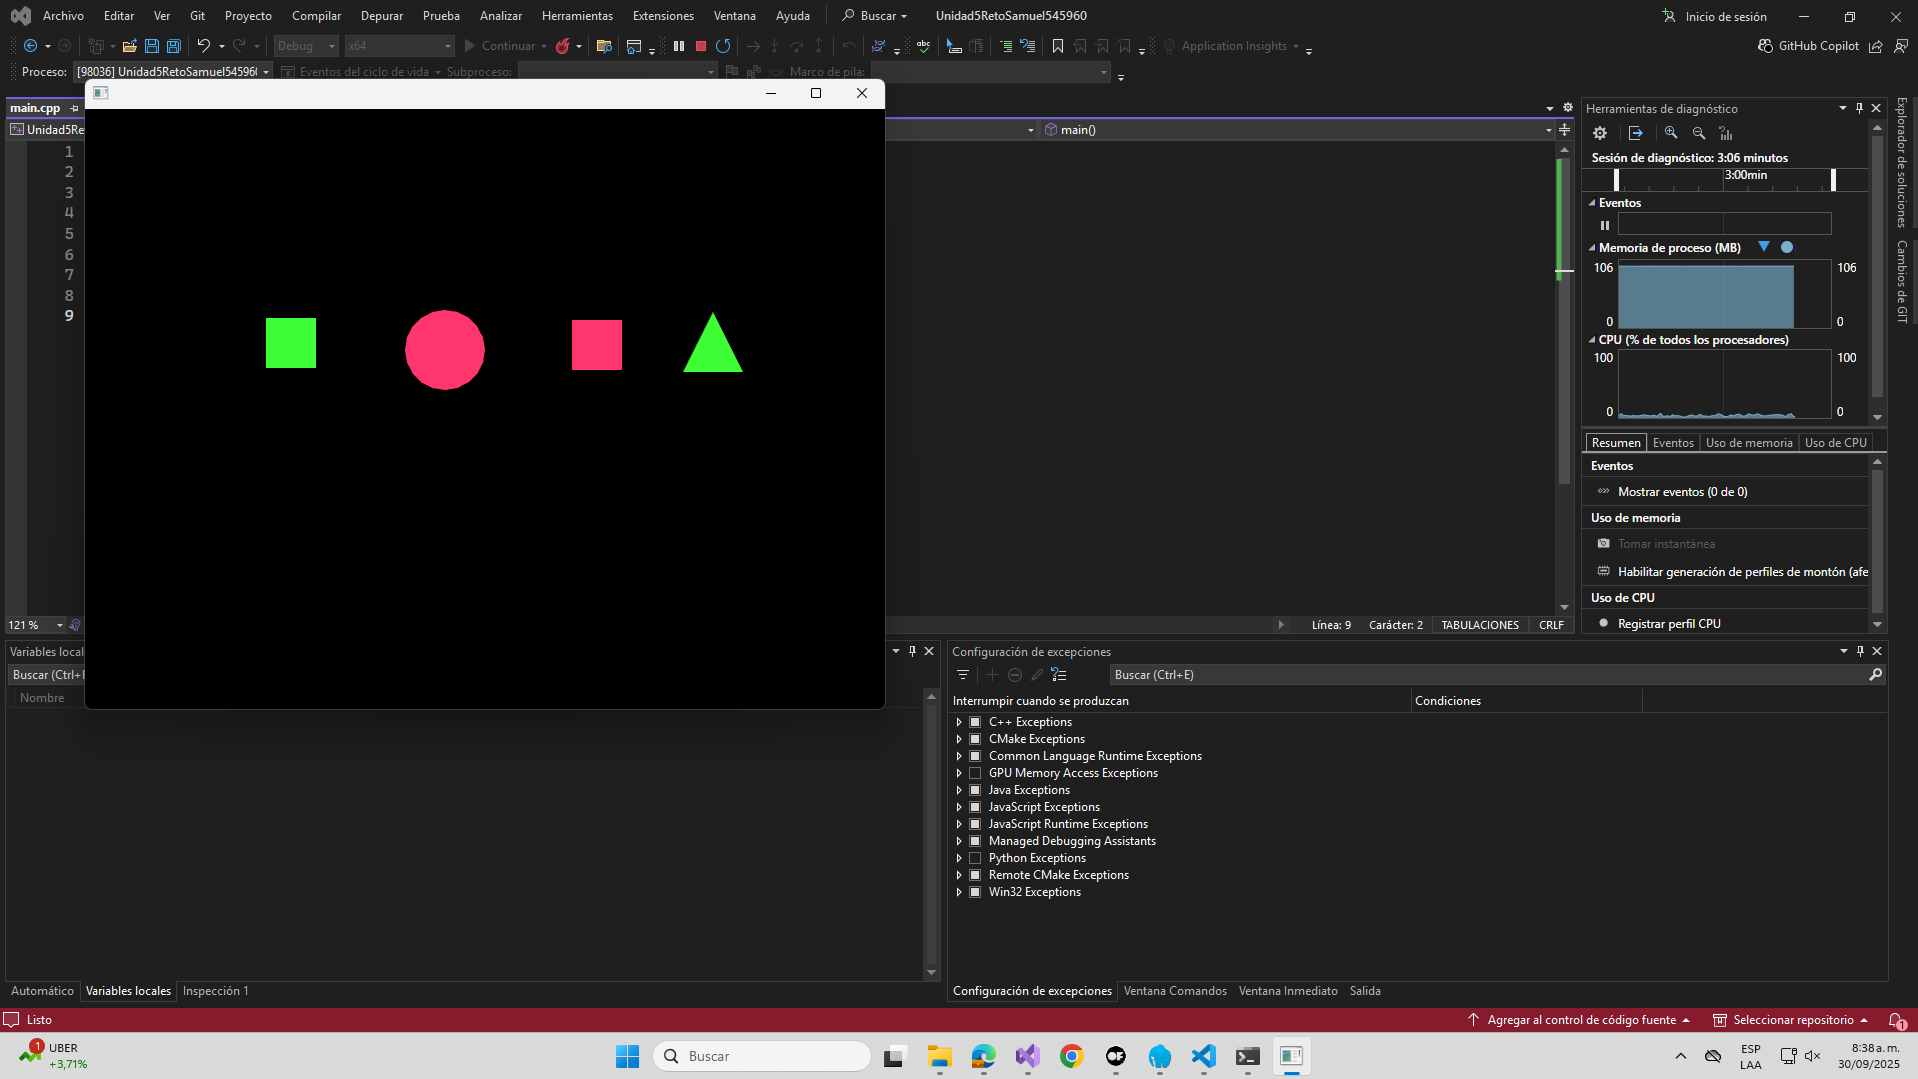 Archivo Editar Ver Git Proyecto Compilar Depurar Prueba Analizar Herramientas Extensiones Ventana Ayuda Buscar Unidad5RetoSamuel545960 Inicio de sesión
Debug x64 Continuar Application Insights GitHub Copilot
Proceso: [98036] Unidad5RetoSamuel54596 Eventos del ciclo de vida Subproceso: Marco de pila:
main.cpp
Unidad5Re main()
1
2
3
4
5
6
7
8
9
121 % Línea: 9 Carácter: 2 TABULACIONES CRLF
Herramientas de diagnóstico
Sesión de diagnóstico: 3:06 minutos
3:00min
Eventos
Memoria de proceso (MB)
106 106
0 0
CPU (% de todos los procesadores)
100 100
0 0
Resumen Eventos Uso de memoria Uso de CPU
Eventos
Mostrar eventos (0 de 0)
Uso de memoria
Tomar instantánea
Habilitar generación de perfiles de montón (afe
Uso de CPU
Registrar perfil CPU
Explorador de soluciones
Cambios de GIT
Variables local
Buscar (Ctrl+E
Nombre
Automático Variables locales Inspección 1
Configuración de excepciones
Buscar (Ctrl+E)
Interrumpir cuando se produzcan Condiciones
C++ Exceptions
CMake Exceptions
Common Language Runtime Exceptions
GPU Memory Access Exceptions
Java Exceptions
JavaScript Exceptions
JavaScript Runtime Exceptions
Managed Debugging Assistants
Python Exceptions
Remote CMake Exceptions
Win32 Exceptions
Configuración de excepciones Ventana Comandos Ventana Inmediato Salida
Listo Agregar al control de código fuente Seleccionar repositorio 1
1 UBER
+3,71%
Buscar
ESP
LAA
8:38 a. m.
30/09/2025